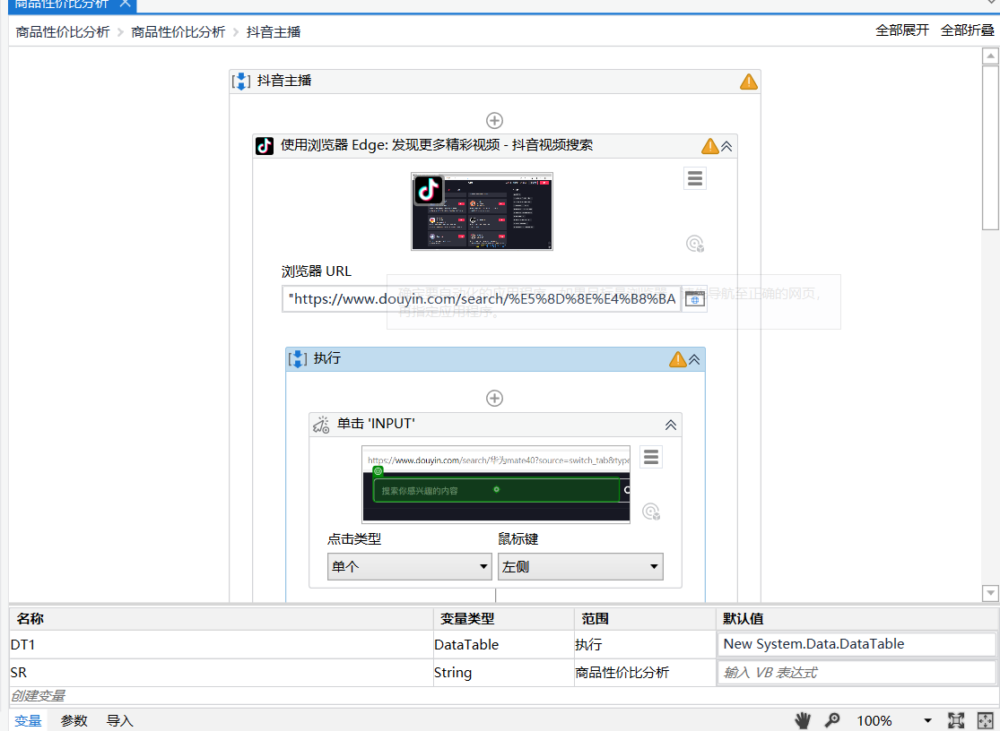 商品性价比分析
商品性价比分析 商品性价比分析 抖音主播 全部展开 全部折叠
抖音主播
使用浏览器 Edge: 发现更多精彩视频 - 抖音视频搜索
浏览器 URL
"https://www.douyin.com/search/%E5%8D%8E%E4%B8%BA
导航至正确的网页，
再指定应用程序。
执行
单击 'INPUT'
https://www.douyin.com/search/华为mate40?source=switch_tab&type
搜索你感兴趣的内容
点击类型 鼠标键
单个 左侧
名称 变量类型 范围 默认值
DT1 DataTable 执行 New System.Data.DataTable
SR String 商品性价比分析 输入 VB 表达式
创建变量
变量 参数 导入 100%